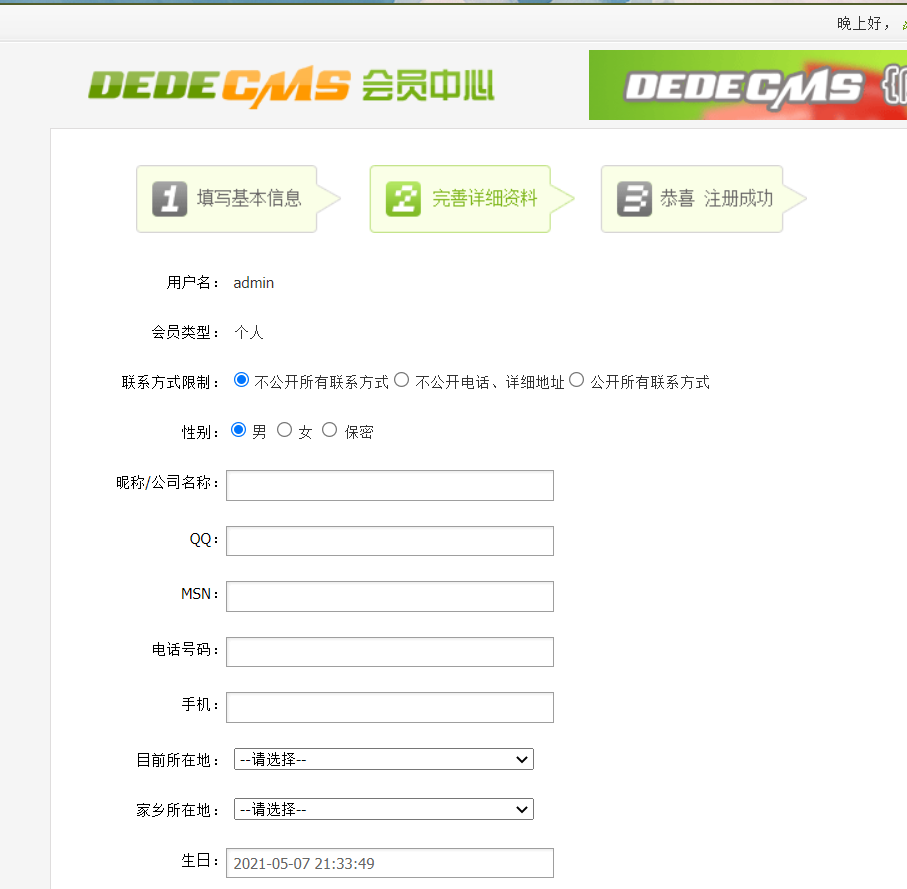 晚上好，
DEDECMS 会员中心
DEDECMS
1 填写基本信息
2 完善详细资料
3 恭喜 注册成功
用户名： admin
会员类型： 个人
联系方式限制： 不公开所有联系方式 不公开电话、详细地址 公开所有联系方式
性别： 男 女 保密
昵称/公司名称：
QQ：
MSN：
电话号码：
手机：
目前所在地： --请选择--
家乡所在地： --请选择--
生日： 2021-05-07 21:33:49